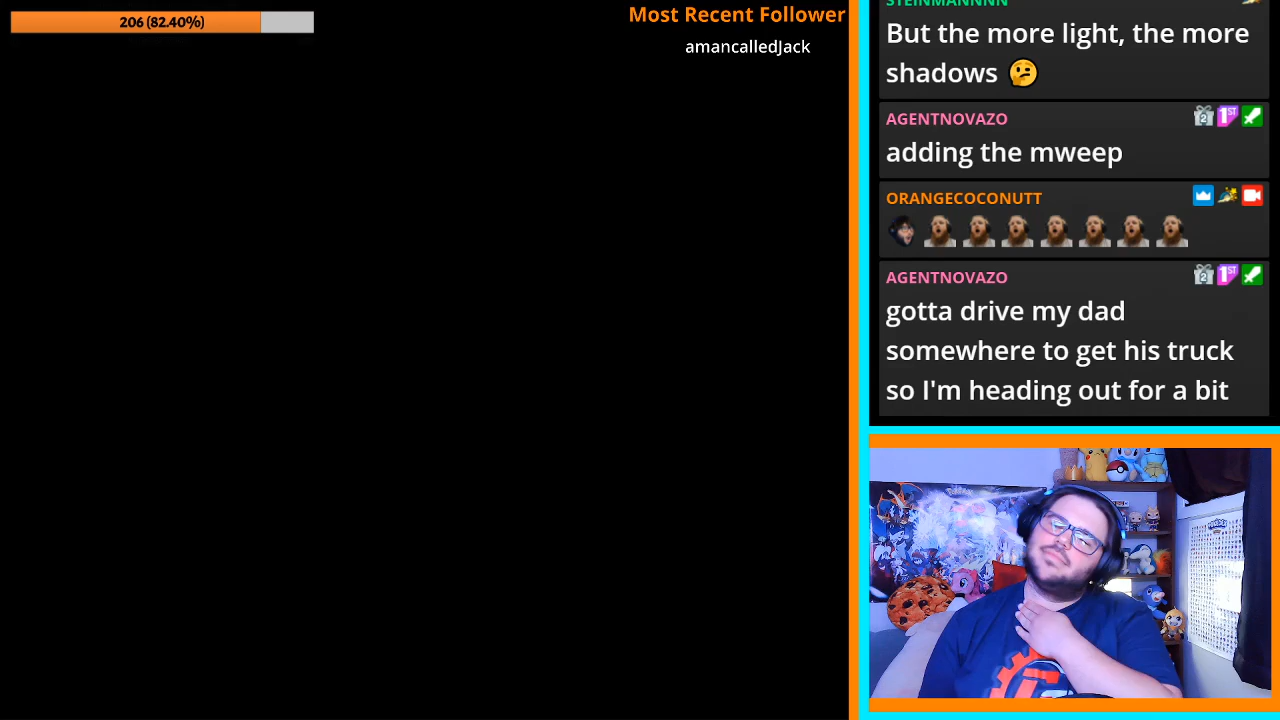 206 (82.40%)
Most Recent Follower
amancalledJack
STEINMANNNN
But the more light, the more
shadows 🤔
AGENTNOVAZO
adding the mweep
ORANGECOCONUTT
AGENTNOVAZO
gotta drive my dad
somewhere to get his truck
so I'm heading out for a bit